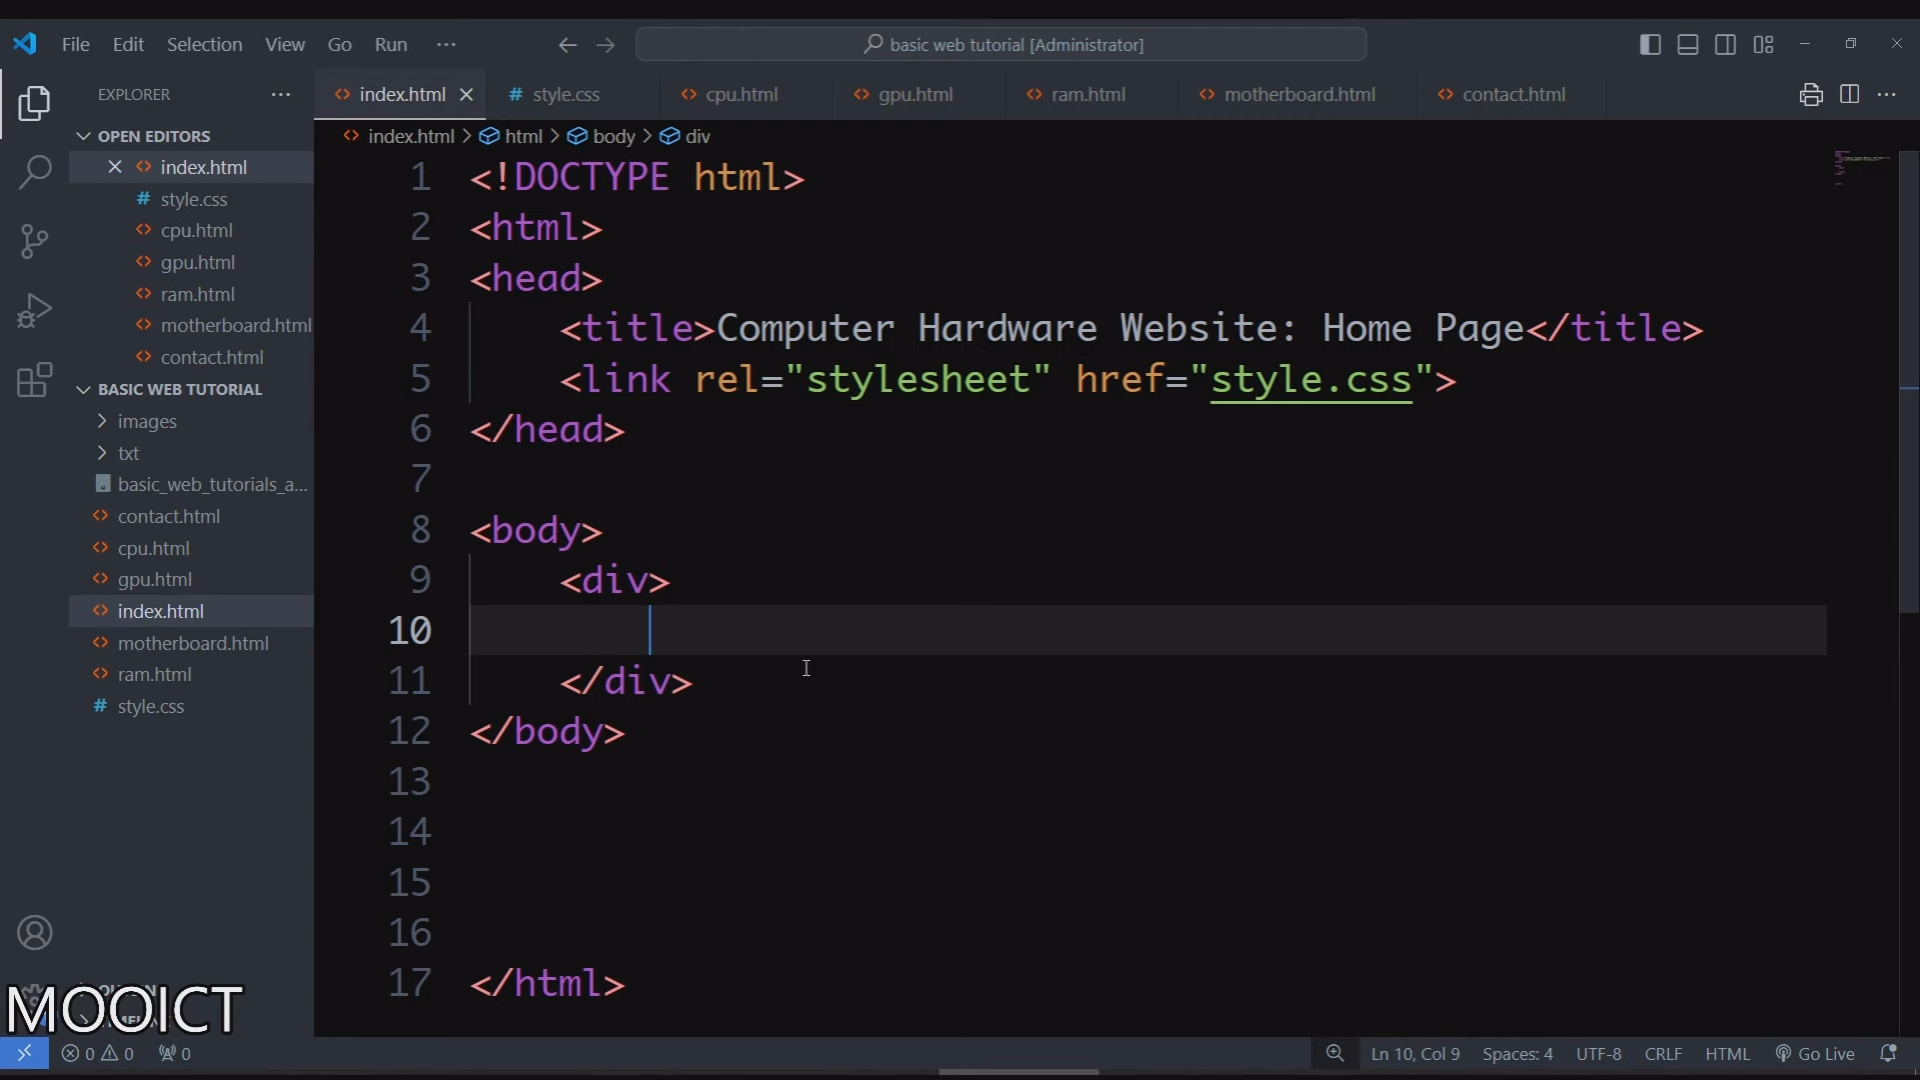 File Edit Selection View Go Run ...
basic web tutorial [Administrator]
EXPLORER ...
index.html style.css cpu.html gpu.html ram.html motherboard.html contact.html
index.html > html > body > div
OPEN EDITORS
index.html
style.css
cpu.html
gpu.html
ram.html
motherboard.html
contact.html
BASIC WEB TUTORIAL
images
txt
basic_web_tutorials_a...
contact.html
cpu.html
gpu.html
index.html
motherboard.html
ram.html
style.css
1 <!DOCTYPE html>
2 <html>
3 <head>
4 <title>Computer Hardware Website: Home Page</title>
5 <link rel="stylesheet" href="style.css">
6 </head>
7
8 <body>
9 <div>
10
11 </div>
12 </body>
13
14
15
16
17 </html>
MOOICT
0 0 0
Ln 10, Col 9 Spaces: 4 UTF-8 CRLF HTML Go Live